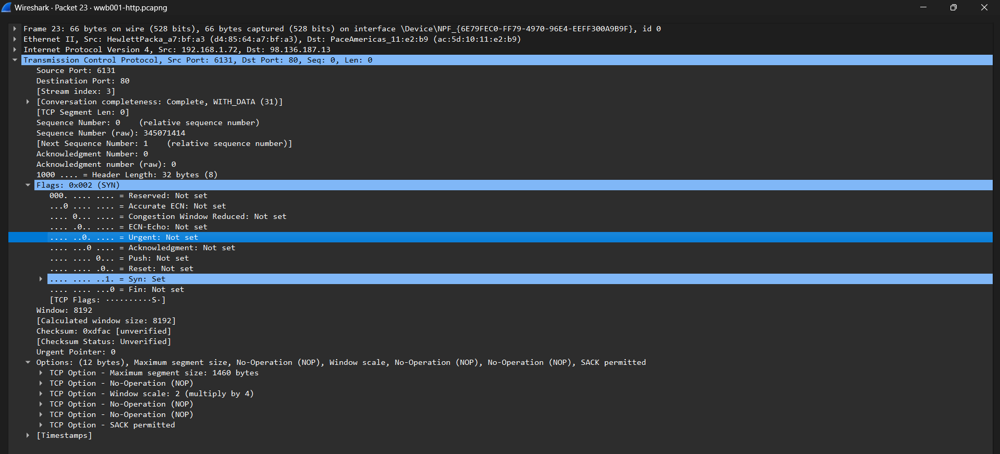 Wireshark · Packet 23 · wwb001-http.pcapng
Frame 23: 66 bytes on wire (528 bits), 66 bytes captured (528 bits) on interface \Device\NPF_{6E79FEC0-FF79-4970-96E4-EEFF300A9B9F}, id 0
Ethernet II, Src: HewlettPacka_a7:bf:a3 (d4:85:64:a7:bf:a3), Dst: PaceAmericas_11:e2:b9 (ac:5d:10:11:e2:b9)
Internet Protocol Version 4, Src: 192.168.1.72, Dst: 98.136.187.13
Transmission Control Protocol, Src Port: 6131, Dst Port: 80, Seq: 0, Len: 0
Source Port: 6131
Destination Port: 80
[Stream index: 3]
[Conversation completeness: Complete, WITH_DATA (31)]
[TCP Segment Len: 0]
Sequence Number: 0    (relative sequence number)
Sequence Number (raw): 345071414
[Next Sequence Number: 1    (relative sequence number)]
Acknowledgment Number: 0
Acknowledgment number (raw): 0
1000 .... = Header Length: 32 bytes (8)
Flags: 0x002 (SYN)
000. .... .... = Reserved: Not set
...0 .... .... = Accurate ECN: Not set
.... 0... .... = Congestion Window Reduced: Not set
.... .0.. .... = ECN-Echo: Not set
.... ..0. .... = Urgent: Not set
.... ...0 .... = Acknowledgment: Not set
.... .... 0... = Push: Not set
.... .... .0.. = Reset: Not set
.... .... ..1. = Syn: Set
.... .... ...0 = Fin: Not set
[TCP Flags: ··········S·]
Window: 8192
[Calculated window size: 8192]
Checksum: 0xdfac [unverified]
[Checksum Status: Unverified]
Urgent Pointer: 0
Options: (12 bytes), Maximum segment size, No-Operation (NOP), Window scale, No-Operation (NOP), No-Operation (NOP), SACK permitted
TCP Option - Maximum segment size: 1460 bytes
TCP Option - No-Operation (NOP)
TCP Option - Window scale: 2 (multiply by 4)
TCP Option - No-Operation (NOP)
TCP Option - No-Operation (NOP)
TCP Option - SACK permitted
[Timestamps]